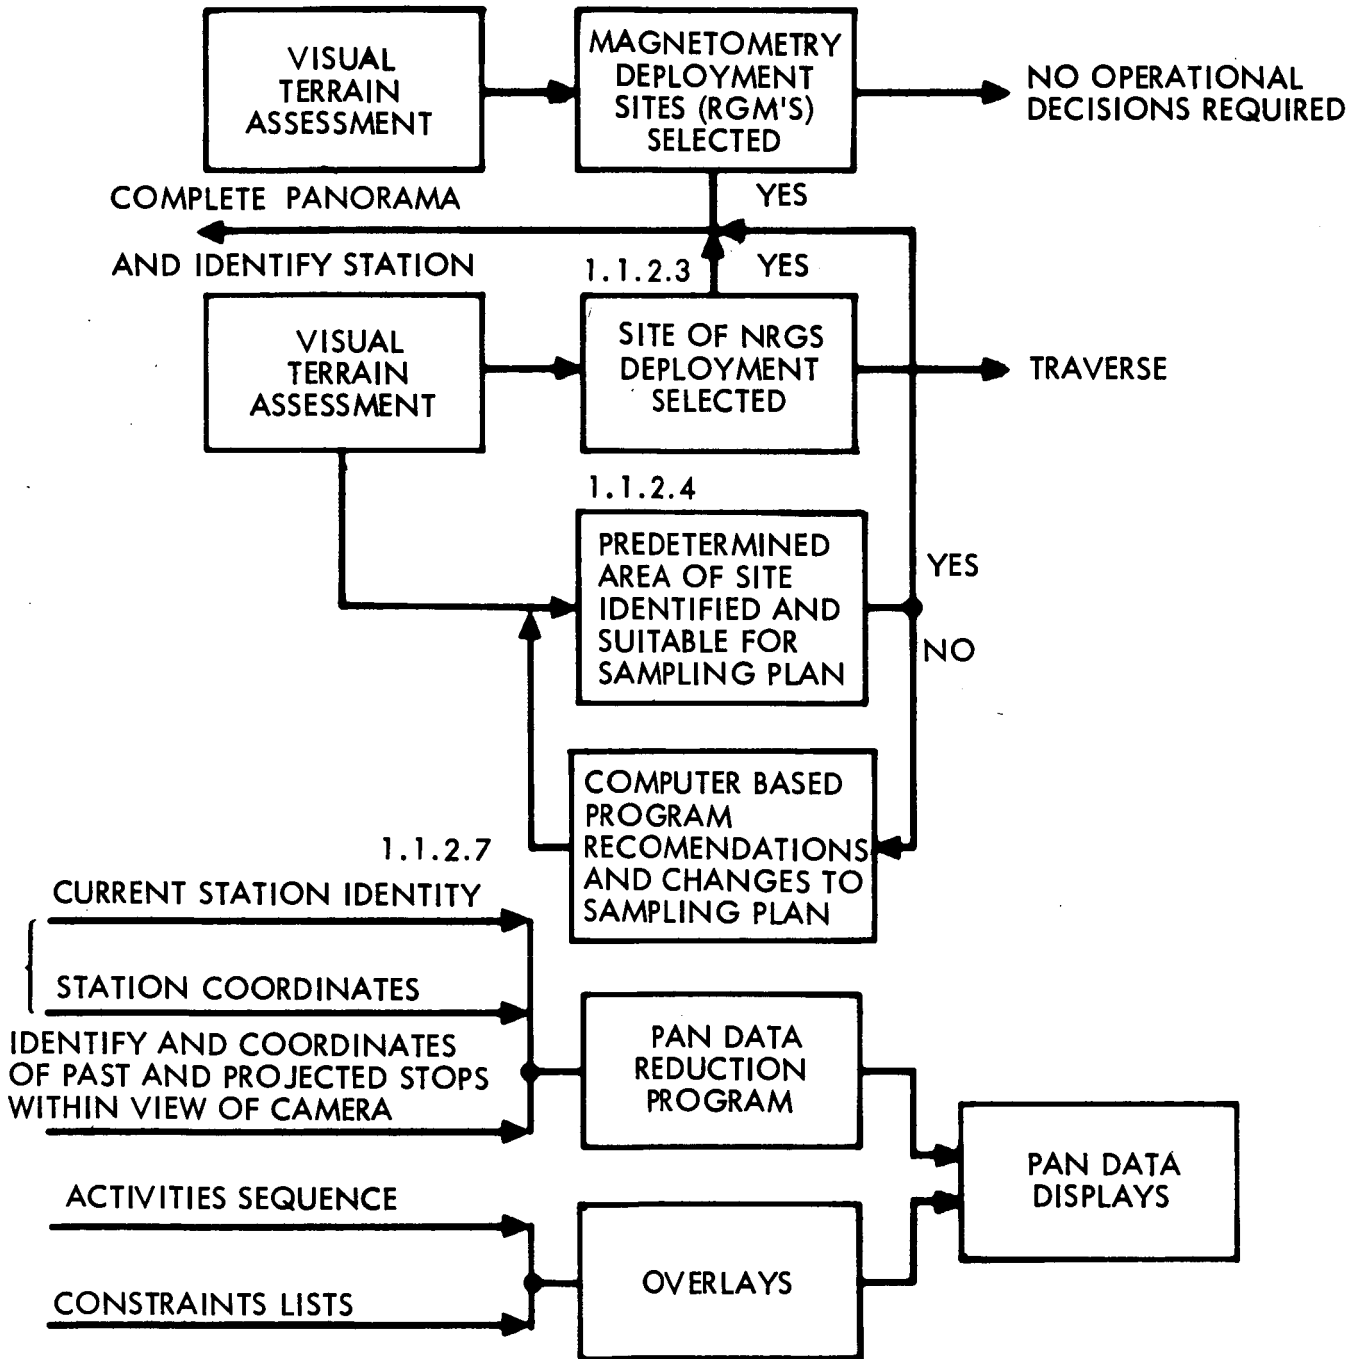 VISUAL
TERRAIN
ASSESSMENT
MAGNETOMETRY
DEPLOYMENT
SITES (RGM'S)
SELECTED
NO OPERATIONAL
DECISIONS REQUIRED
COMPLETE PANORAMA
YES
AND IDENTIFY STATION
1.1.2.3
YES
VISUAL
TERRAIN
ASSESSMENT
SITE OF NRGS
DEPLOYMENT
SELECTED
TRAVERSE
1.1.2.4
PREDETERMINED
AREA OF SITE
IDENTIFIED AND
SUITABLE FOR
SAMPLING PLAN
YES
NO
COMPUTER BASED
PROGRAM
RECOMENDATIONS
AND CHANGES TO
SAMPLING PLAN
1.1.2.7
CURRENT STATION IDENTITY
STATION COORDINATES
IDENTIFY AND COORDINATES
OF PAST AND PROJECTED STOPS
WITHIN VIEW OF CAMERA
PAN DATA
REDUCTION
PROGRAM
PAN DATA
DISPLAYS
ACTIVITIES SEQUENCE
OVERLAYS
CONSTRAINTS LISTS